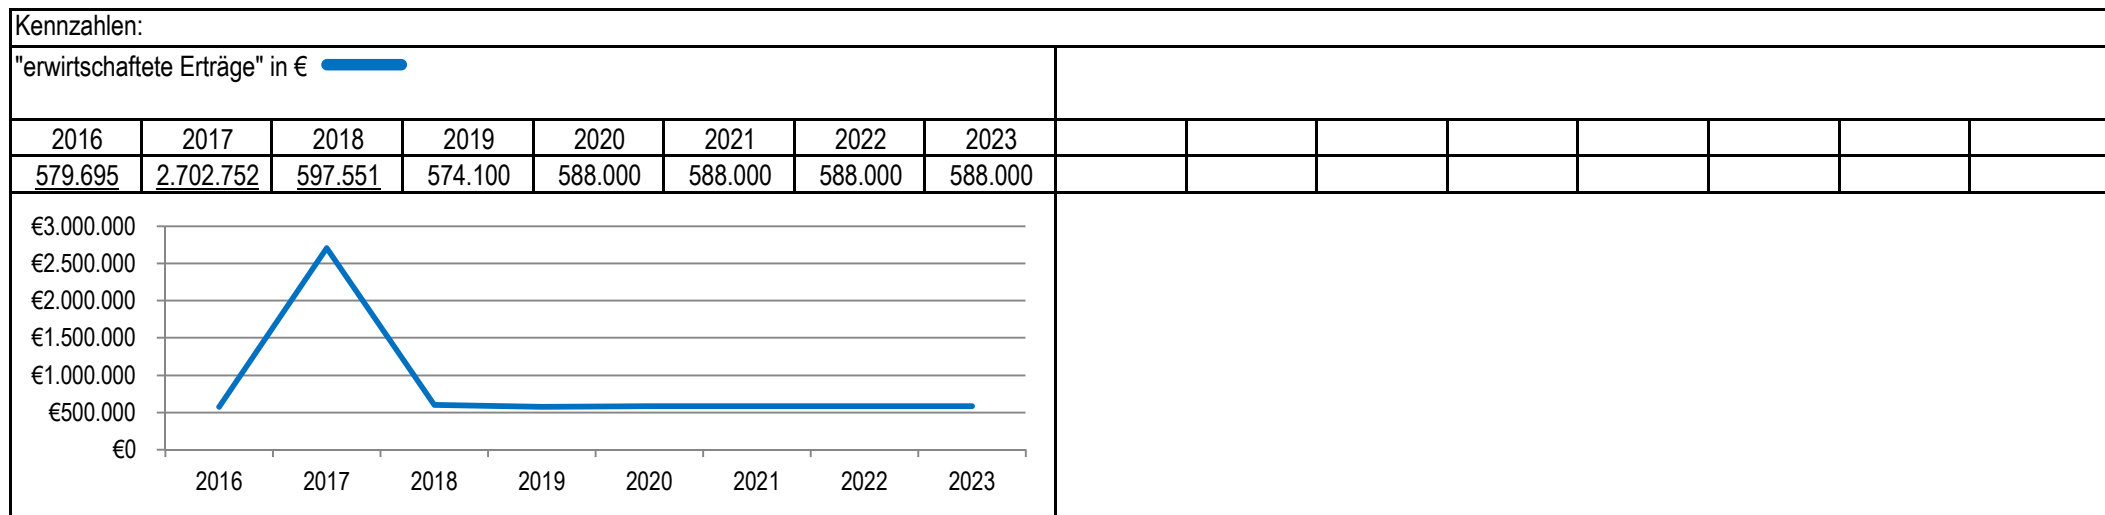 Kennzahlen:
"erwirtschaftete Erträge" in €
2016 2017 2018 2019 2020 2021 2022 2023
579.695 2.702.752 597.551 574.100 588.000 588.000 588.000 588.000
€3.000.000
€2.500.000
€2.000.000
€1.500.000
€1.000.000
€500.000
€0
2016 2017 2018 2019 2020 2021 2022 2023